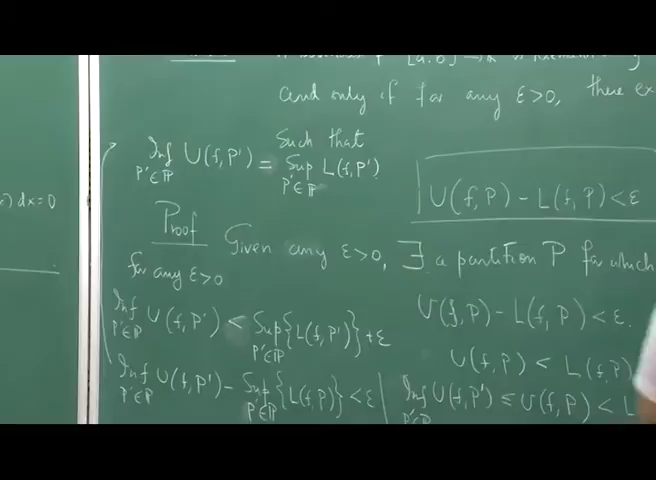 and only if for any ε>0, there
Such that
U(f,P) - L(f,P) < ε
Inf U(f,P') = Sup L(f,P')
P'∈ℙ P'∈ℙ
Proof
Given any ε>0, ∃ a partition P for which
U(f,P) - L(f,P) < ε.
U(f,P) < L(f,P)
Inf U(f,P') ≤ U(f,P) < L
P'∈ℙ
for any ε>0
Inf U(f,P') < Sup{L(f,P')} + ε
P'∈ℙ P'∈ℙ
Inf U(f,P') - Sup{L(f,P)} < ε
P'∈ℙ P'∈ℙ
) dx = 0